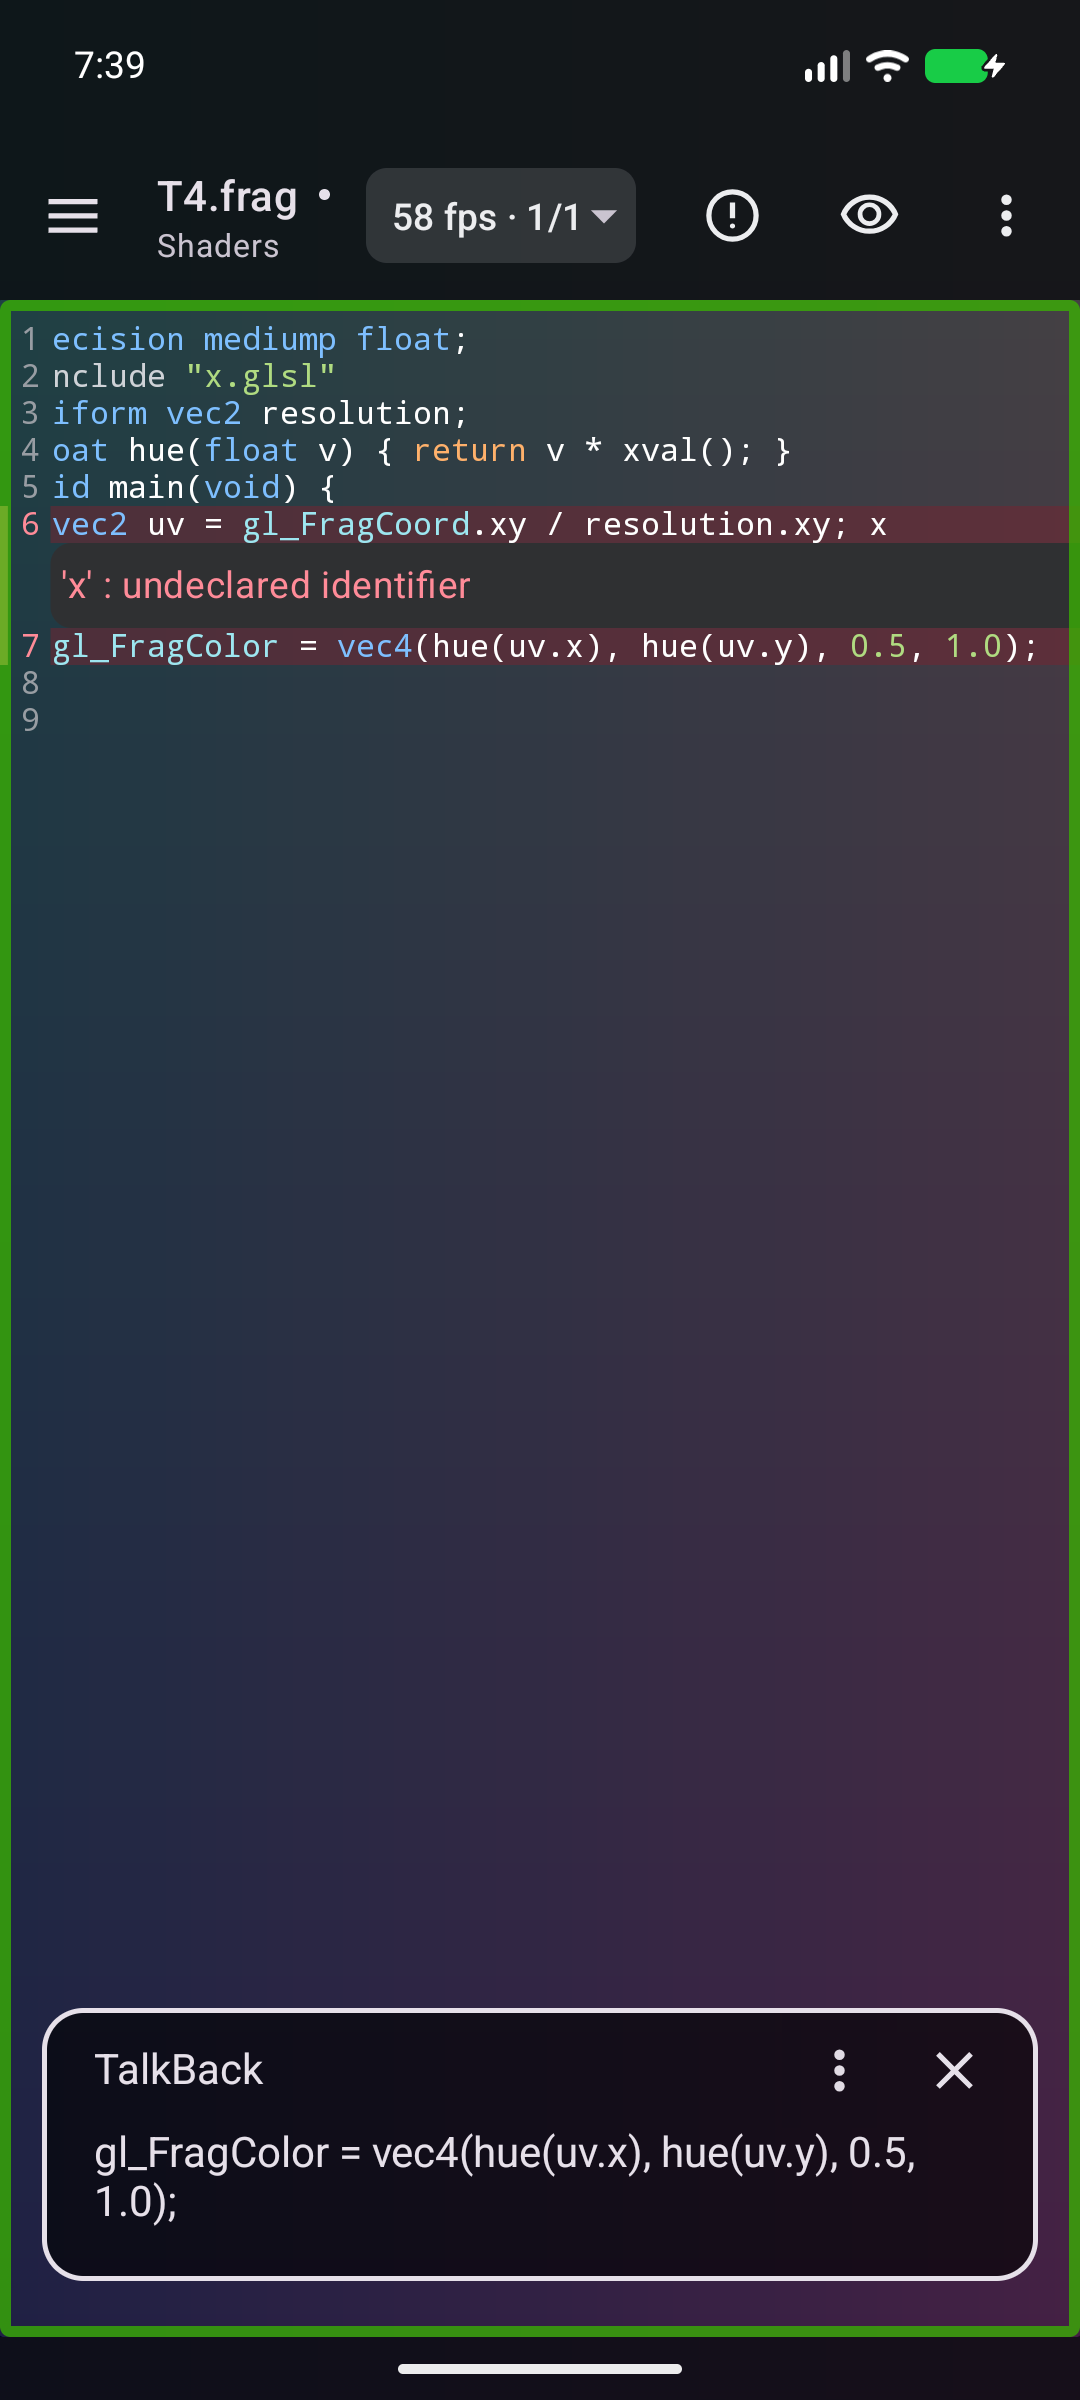 7:39
T4.frag •
Shaders
58 fps · 1/1
1 ecision mediump float;
2 nclude "x.glsl"
3 iform vec2 resolution;
4 oat hue(float v) { return v * xval(); }
5 id main(void) {
6 vec2 uv = gl_FragCoord.xy / resolution.xy; x
'x' : undeclared identifier
7 gl_FragColor = vec4(hue(uv.x), hue(uv.y), 0.5, 1.0);
8
9
TalkBack
gl_FragColor = vec4(hue(uv.x), hue(uv.y), 0.5,
1.0);